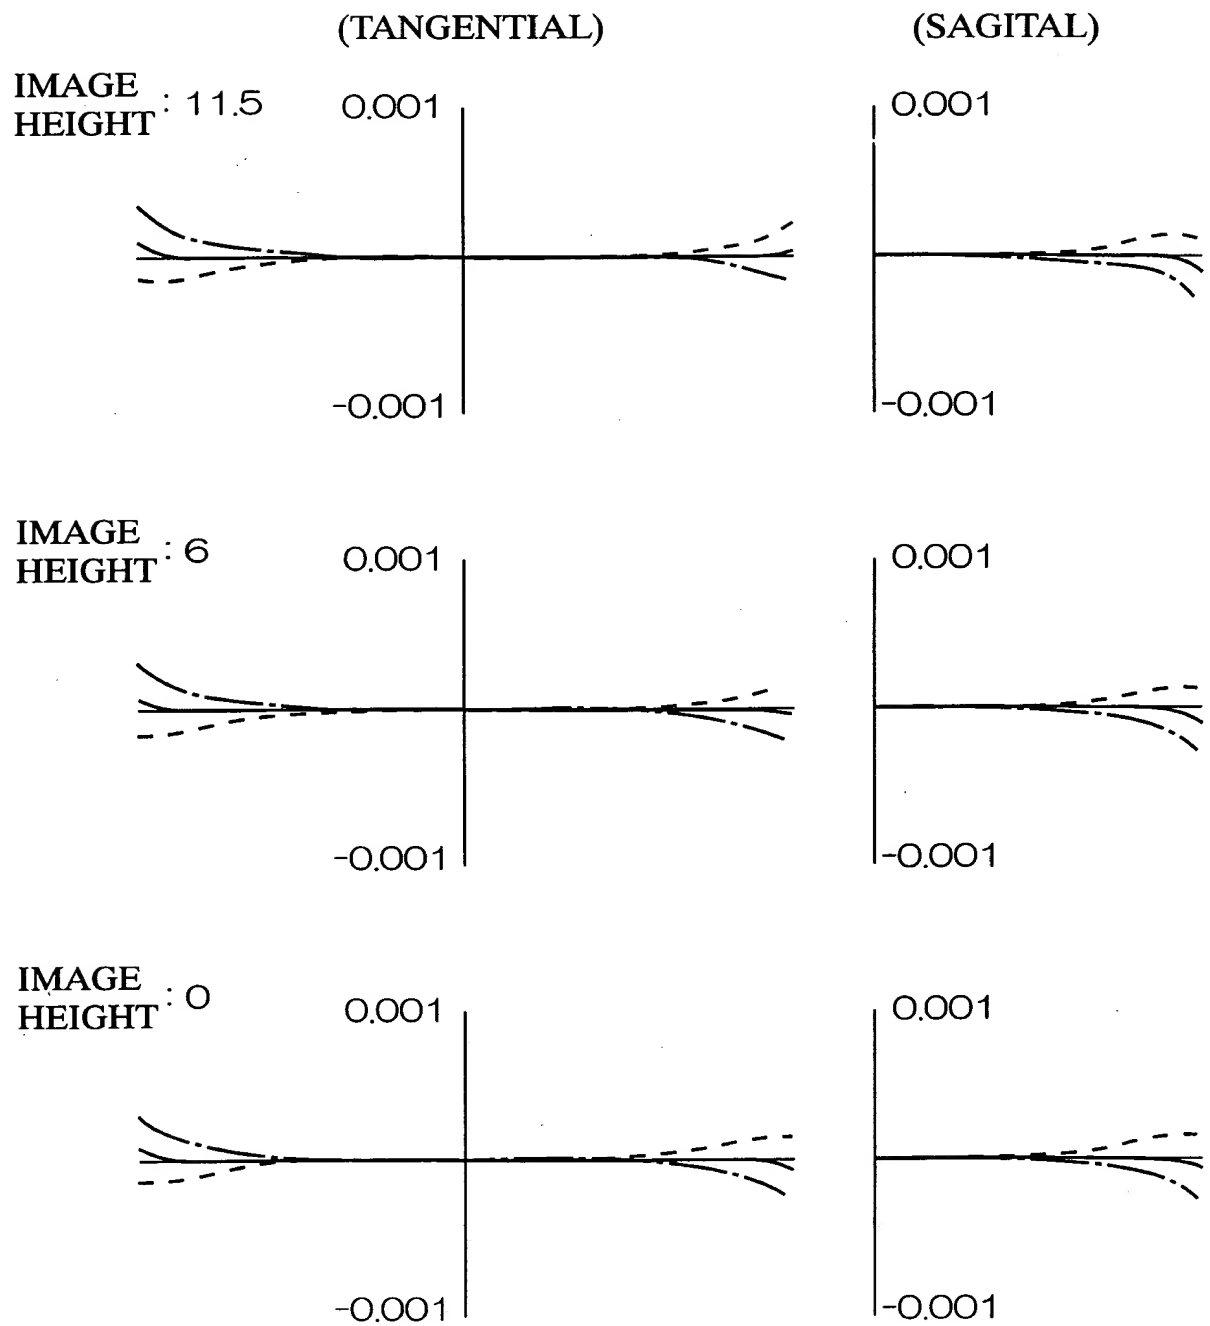 (TANGENTIAL) (SAGITAL)
IMAGE
HEIGHT : 11.5
0.001 0.001
-0.001 -0.001
IMAGE
HEIGHT : 6
0.001 0.001
-0.001 -0.001
IMAGE
HEIGHT : 0
0.001 0.001
-0.001 -0.001